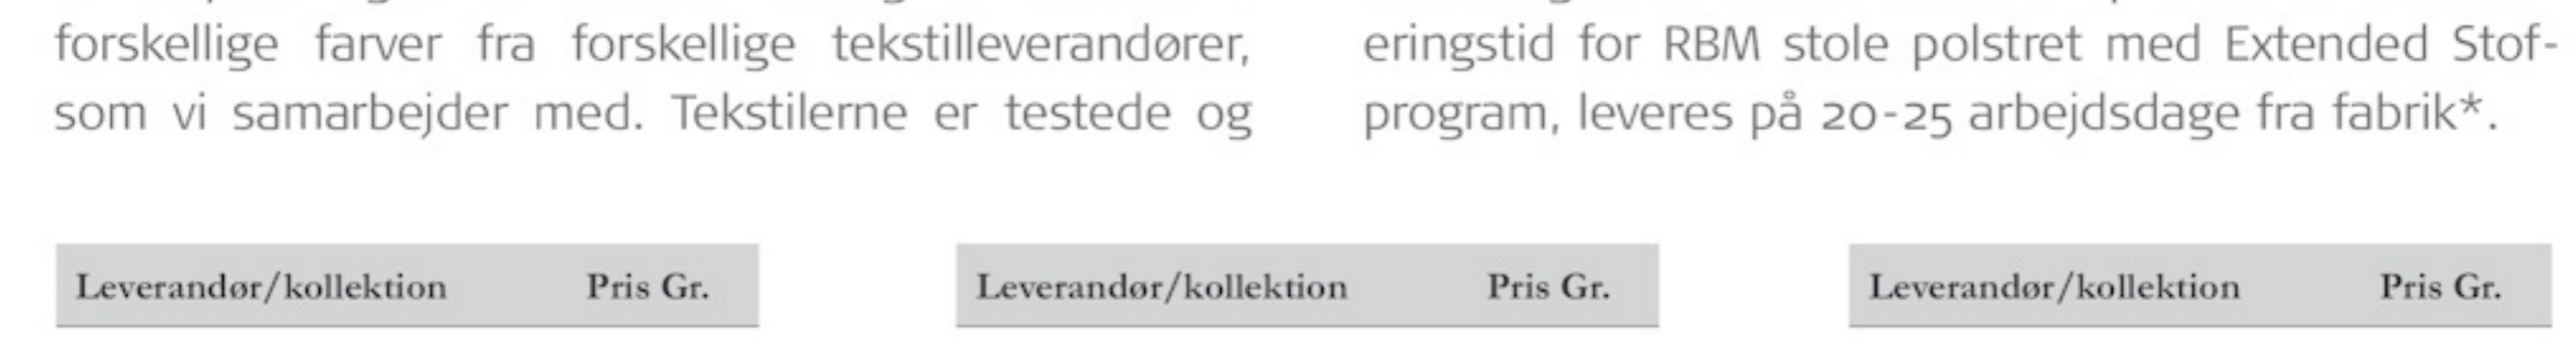 forskellige farver fra forskellige tekstilleverandører,
som vi samarbejder med. Tekstilerne er testede og
eringstid for RBM stole polstret med Extended Stof-
program, leveres på 20-25 arbejdsdage fra fabrik*.
Leverandør/kollektion Pris Gr.
Leverandør/kollektion Pris Gr.
Leverandør/kollektion Pris Gr.